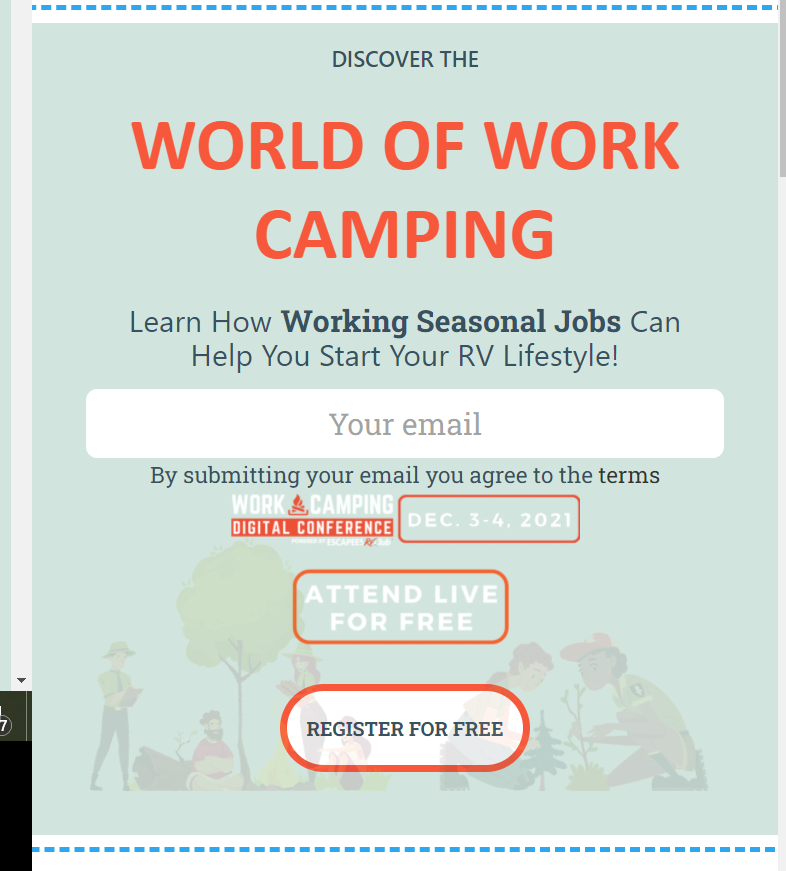 DISCOVER THE
WORLD OF WORK
CAMPING
Learn How Working Seasonal Jobs Can
Help You Start Your RV Lifestyle!
Your email
By submitting your email you agree to the terms
WORK CAMPING
DIGITAL CONFERENCE
POWERED BY ESCAPEES RV Club
DEC. 3-4, 2021
ATTEND LIVE
FOR FREE
REGISTER FOR FREE
7